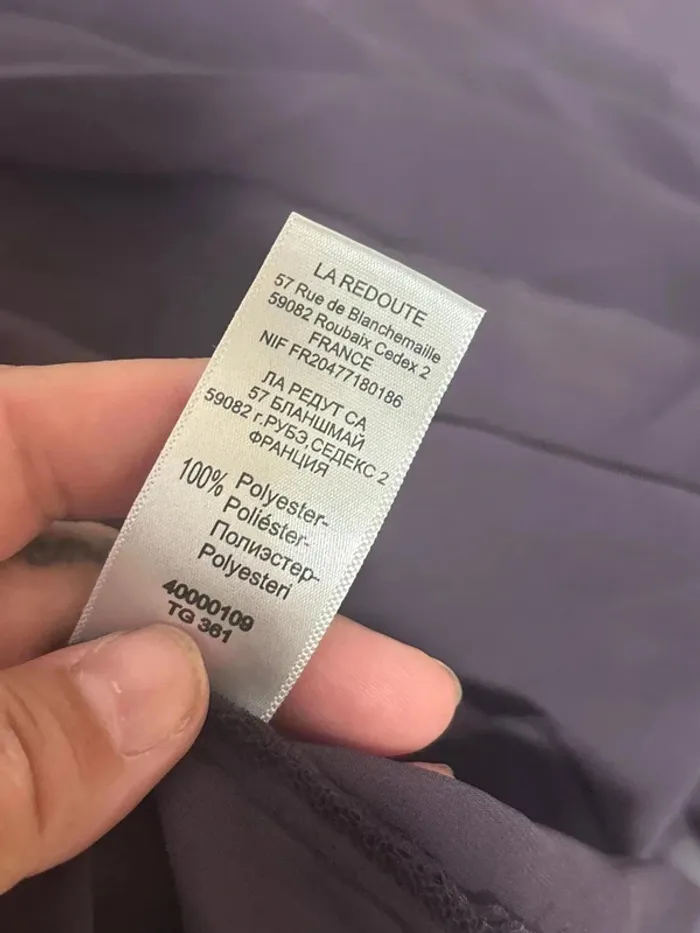 LA REDOUTE
57 Rue de Blanchemaille
59082 Roubaix Cedex 2
FRANCE
NIF FR20477180186
ЛА РЕДУТ СА
57 БЛАНШМАЙ
59082 г.РУБЭ,СЕДЕКС 2
ФРАНЦИЯ
100% Polyester-
Poliéster-
Полиэстер-
Polyesteri
40000109
TG 361